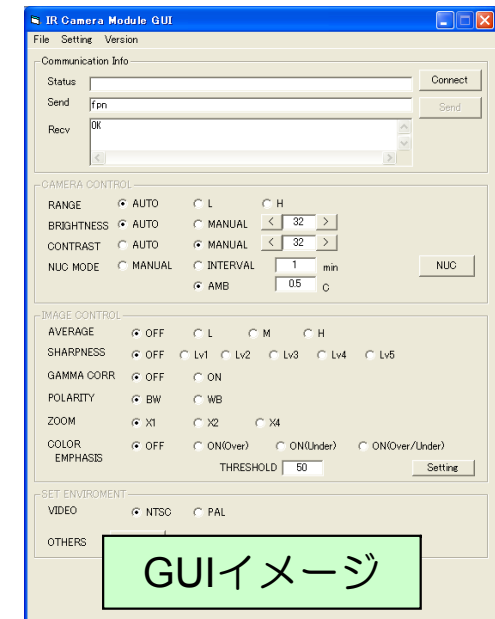 IR Camera Module GUI
File Setting Version
Communication Info
Status Connect
Send fpn Send
Recv OK
CAMERA CONTROL
RANGE AUTO L H
BRIGHTNESS AUTO MANUAL < 32 >
CONTRAST AUTO MANUAL < 32 >
NUC MODE MANUAL INTERVAL 1 min NUC
AMB 0.5 C
IMAGE CONTROL
AVERAGE OFF L M H
SHARPNESS OFF Lv1 Lv2 Lv3 Lv4 Lv5
GAMMA CORR OFF ON
POLARITY BW WB
ZOOM X1 X2 X4
COLOR EMPHASIS OFF ON(Over) ON(Under) ON(Over/Under)
THRESHOLD 50 Setting
SET ENVIROMENT
VIDEO NTSC PAL
OTHERS
GUIイメージ